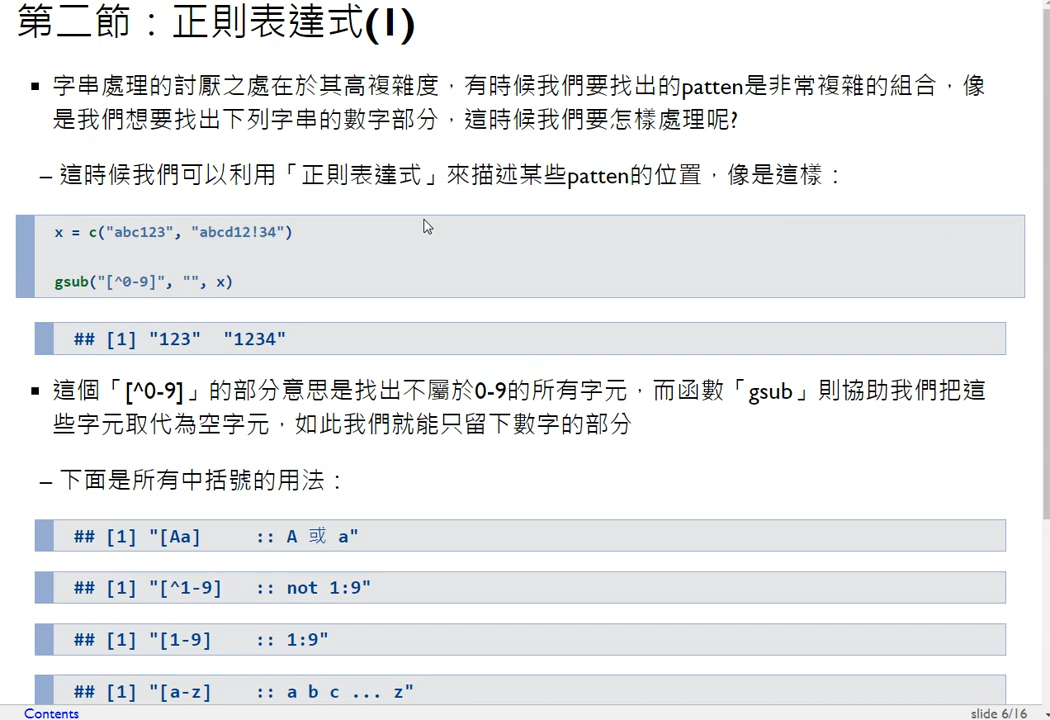 第二節：正則表達式(1)
▪ 字串處理的討厭之處在於其高複雜度，有時候我們要找出的patten是非常複雜的組合，像
是我們想要找出下列字串的數字部分，這時候我們要怎樣處理呢?
– 這時候我們可以利用「正則表達式」來描述某些patten的位置，像是這樣：
x = c("abc123", "abcd12!34")
gsub("[^0-9]", "", x)
## [1] "123"  "1234"
▪ 這個「[^0-9]」的部分意思是找出不屬於0-9的所有字元，而函數「gsub」則協助我們把這
些字元取代為空字元，如此我們就能只留下數字的部分
– 下面是所有中括號的用法：
## [1] "[Aa]     :: A 或 a"
## [1] "[^1-9]   :: not 1:9"
## [1] "[1-9]    :: 1:9"
## [1] "[a-z]    :: a b c ... z"
Contents
slide 6/16